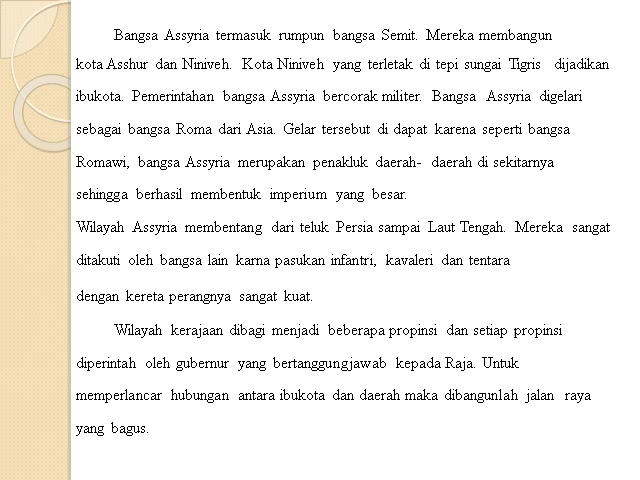 Bangsa Assyria termasuk rumpun bangsa Semit. Mereka membangun
kota Asshur dan Niniveh. Kota Niniveh yang terletak di tepi sungai Tigris dijadikan
ibukota. Pemerintahan bangsa Assyria bercorak militer. Bangsa Assyria digelari
sebagai bangsa Roma dari Asia. Gelar tersebut di dapat karena seperti bangsa
Romawi, bangsa Assyria merupakan penakluk daerah- daerah di sekitarnya
sehingga berhasil membentuk imperium yang besar.
Wilayah Assyria membentang dari teluk Persia sampai Laut Tengah. Mereka sangat
ditakuti oleh bangsa lain karna pasukan infantri, kavaleri dan tentara
dengan kereta perangnya sangat kuat.
Wilayah kerajaan dibagi menjadi beberapa propinsi dan setiap propinsi
diperintah oleh gubernur yang bertanggungjawab kepada Raja. Untuk
memperlancar hubungan antara ibukota dan daerah maka dibangunlah jalan raya
yang bagus.